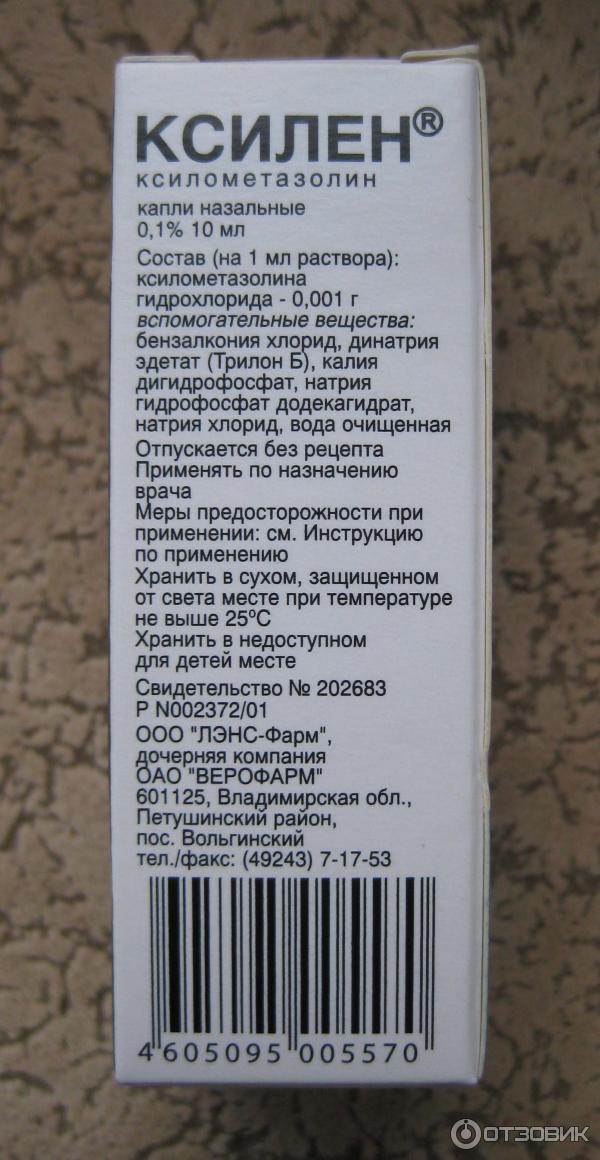 КСИЛЕН®
ксилометазолин
капли назальные
0,1% 10 мл
Состав (на 1 мл раствора):
ксилометазолина
гидрохлорида - 0,001 г
вспомогательные вещества:
бензалкония хлорид, динатрия
эдетат (Трилон Б), калия
дигидрофосфат, натрия
гидрофосфат додекагидрат,
натрия хлорид, вода очищенная
Отпускается без рецепта
Применять по назначению
врача
Меры предосторожности при
применении: см. Инструкцию
по применению
Хранить в сухом, защищенном
от света месте при температуре
не выше 25ºС
Хранить в недоступном
для детей месте
Свидетельство № 202683
Р N002372/01
ООО "ЛЭНС-Фарм",
дочерняя компания
ОАО "ВЕРОФАРМ"
601125, Владимирская обл.,
Петушинский район,
пос. Вольгинский
тел./факс: (49243) 7-17-53
4 605095 005570
ОТЗОВИК